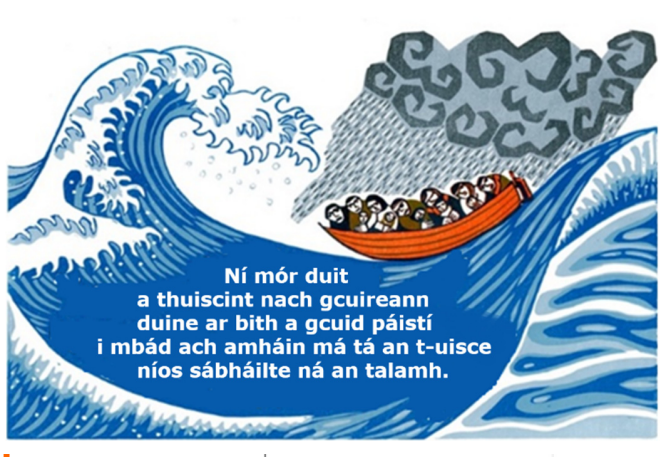 Ní mór duit
a thuiscint nach gcuireann
duine ar bith a gcuid páistí
i mbád ach amháin má tá an t-uisce
níos sábháilte ná an talamh.